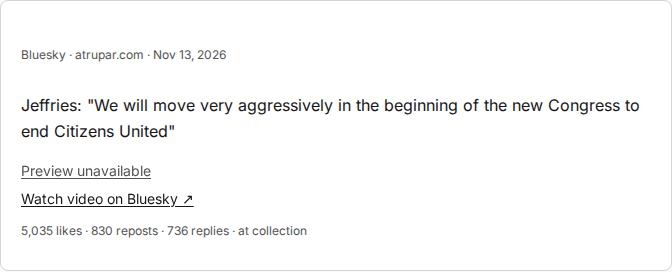 Bluesky · atrupar.com · Nov 13, 2026
Jeffries: "We will move very aggressively in the beginning of the new Congress to
end Citizens United"
Preview unavailable
Watch video on Bluesky ↗
5,035 likes · 830 reposts · 736 replies · at collection